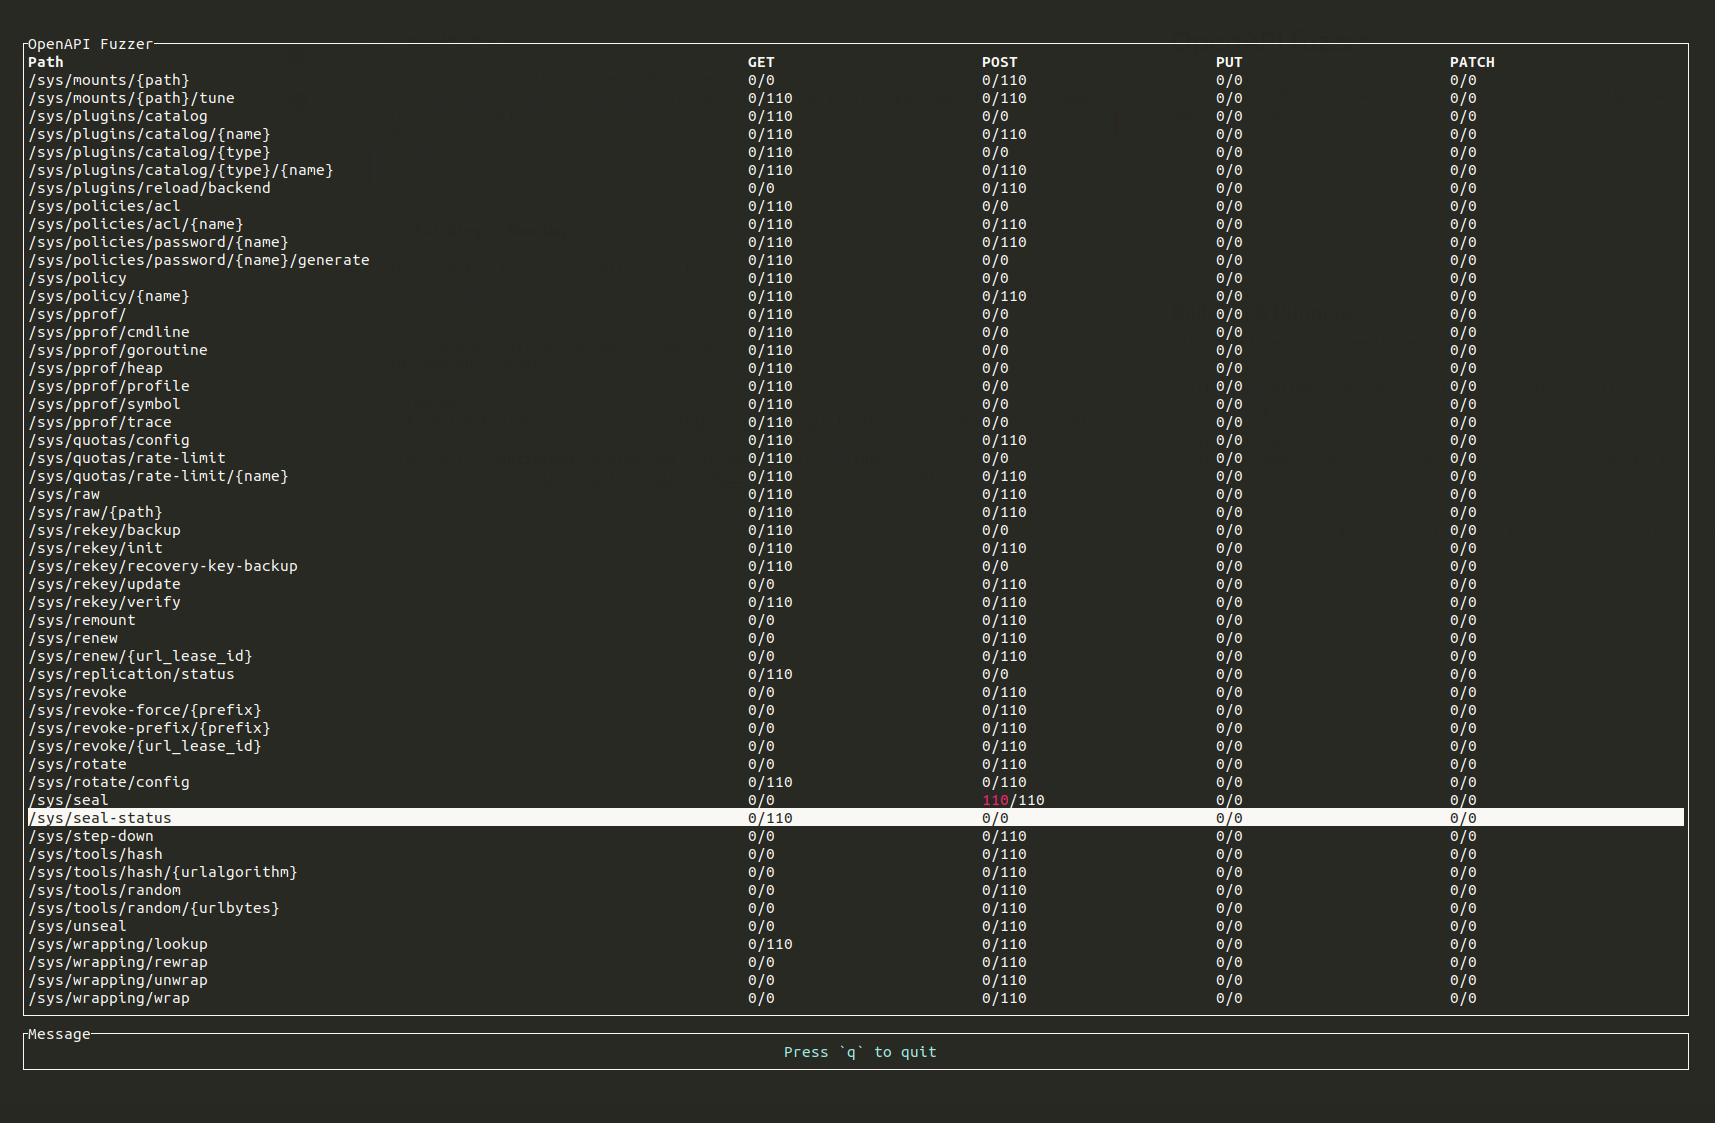 OpenAPI Fuzzer
Path GET POST PUT PATCH
/sys/mounts/{path} 0/0 0/110 0/0 0/0
/sys/mounts/{path}/tune 0/110 0/110 0/0 0/0
/sys/plugins/catalog 0/110 0/0 0/0 0/0
/sys/plugins/catalog/{name} 0/110 0/110 0/0 0/0
/sys/plugins/catalog/{type} 0/110 0/0 0/0 0/0
/sys/plugins/catalog/{type}/{name} 0/110 0/110 0/0 0/0
/sys/plugins/reload/backend 0/0 0/110 0/0 0/0
/sys/policies/acl 0/110 0/0 0/0 0/0
/sys/policies/acl/{name} 0/110 0/110 0/0 0/0
/sys/policies/password/{name} 0/110 0/110 0/0 0/0
/sys/policies/password/{name}/generate 0/110 0/0 0/0 0/0
/sys/policy 0/110 0/0 0/0 0/0
/sys/policy/{name} 0/110 0/110 0/0 0/0
/sys/pprof/ 0/110 0/0 0/0 0/0
/sys/pprof/cmdline 0/110 0/0 0/0 0/0
/sys/pprof/goroutine 0/110 0/0 0/0 0/0
/sys/pprof/heap 0/110 0/0 0/0 0/0
/sys/pprof/profile 0/110 0/0 0/0 0/0
/sys/pprof/symbol 0/110 0/0 0/0 0/0
/sys/pprof/trace 0/110 0/0 0/0 0/0
/sys/quotas/config 0/110 0/110 0/0 0/0
/sys/quotas/rate-limit 0/110 0/0 0/0 0/0
/sys/quotas/rate-limit/{name} 0/110 0/110 0/0 0/0
/sys/raw 0/110 0/110 0/0 0/0
/sys/raw/{path} 0/110 0/110 0/0 0/0
/sys/rekey/backup 0/110 0/0 0/0 0/0
/sys/rekey/init 0/110 0/110 0/0 0/0
/sys/rekey/recovery-key-backup 0/110 0/0 0/0 0/0
/sys/rekey/update 0/0 0/110 0/0 0/0
/sys/rekey/verify 0/110 0/110 0/0 0/0
/sys/remount 0/0 0/110 0/0 0/0
/sys/renew 0/0 0/110 0/0 0/0
/sys/renew/{url_lease_id} 0/0 0/110 0/0 0/0
/sys/replication/status 0/110 0/0 0/0 0/0
/sys/revoke 0/0 0/110 0/0 0/0
/sys/revoke-force/{prefix} 0/0 0/110 0/0 0/0
/sys/revoke-prefix/{prefix} 0/0 0/110 0/0 0/0
/sys/revoke/{url_lease_id} 0/0 0/110 0/0 0/0
/sys/rotate 0/0 0/110 0/0 0/0
/sys/rotate/config 0/110 0/110 0/0 0/0
/sys/seal 0/0 110/110 0/0 0/0
/sys/seal-status 0/110 0/0 0/0 0/0
/sys/step-down 0/0 0/110 0/0 0/0
/sys/tools/hash 0/0 0/110 0/0 0/0
/sys/tools/hash/{urlalgorithm} 0/0 0/110 0/0 0/0
/sys/tools/random 0/0 0/110 0/0 0/0
/sys/tools/random/{urlbytes} 0/0 0/110 0/0 0/0
/sys/unseal 0/0 0/110 0/0 0/0
/sys/wrapping/lookup 0/110 0/110 0/0 0/0
/sys/wrapping/rewrap 0/0 0/110 0/0 0/0
/sys/wrapping/unwrap 0/0 0/110 0/0 0/0
/sys/wrapping/wrap 0/0 0/110 0/0 0/0
Message
Press `q` to quit